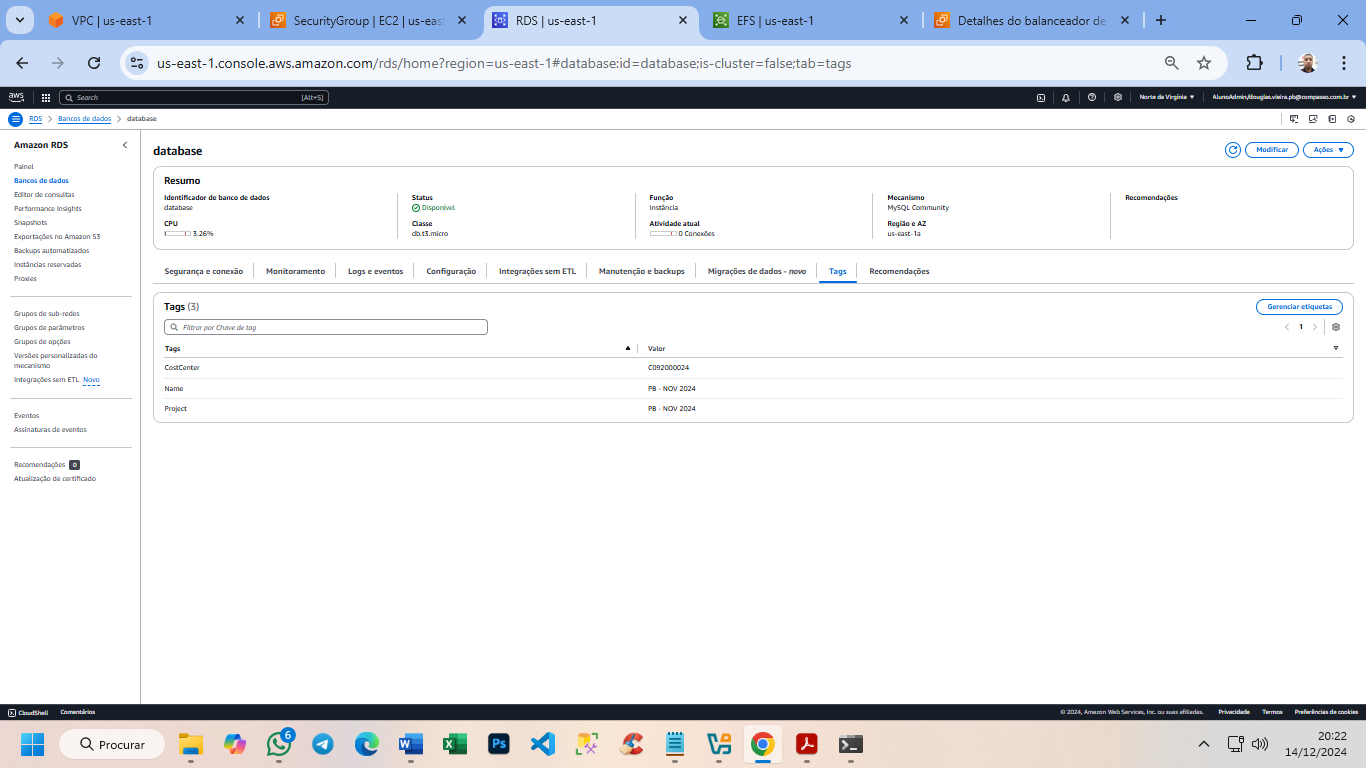 VPC | us-east-1
SecurityGroup | EC2 | us-eas
RDS | us-east-1
EFS | us-east-1
Detalhes do balanceador de
us-east-1.console.aws.amazon.com/rds/home?region=us-east-1#database:id=database;is-cluster=false;tab=tags
aws
Search
[Alt+S]
Norte da Virgínia
AlunoAdmin/douglas.vieira.pb@compasso.com.br
RDS
Bancos de dados
database
Amazon RDS
Painel
Bancos de dados
Editor de consultas
Performance Insights
Snapshots
Exportações no Amazon S3
Backups automatizados
Instâncias reservadas
Proxies
Grupos de sub-redes
Grupos de parâmetros
Grupos de opções
Versões personalizadas do
mecanismo
Integrações sem ETL Novo
Eventos
Assinaturas de eventos
Recomendações 0
Atualização de certificado
database
Modificar
Ações
Resumo
Identificador de banco de dados
database
CPU
3.26%
Status
Disponível
Classe
db.t3.micro
Função
Instância
Atividade atual
0 Conexões
Mecanismo
MySQL Community
Região e AZ
us-east-1a
Recomendações
Segurança e conexão
Monitoramento
Logs e eventos
Configuração
Integrações sem ETL
Manutenção e backups
Migrações de dados - novo
Tags
Recomendações
Tags (3)
Gerenciar etiquetas
Filtrar por Chave de tag
1
Tags Valor
CostCenter C092000024
Name PB - NOV 2024
Project PB - NOV 2024
CloudShell
Comentários
© 2024, Amazon Web Services, Inc. ou suas afiliadas.
Privacidade
Termos
Preferências de cookies
Procurar
6
20:22
14/12/2024